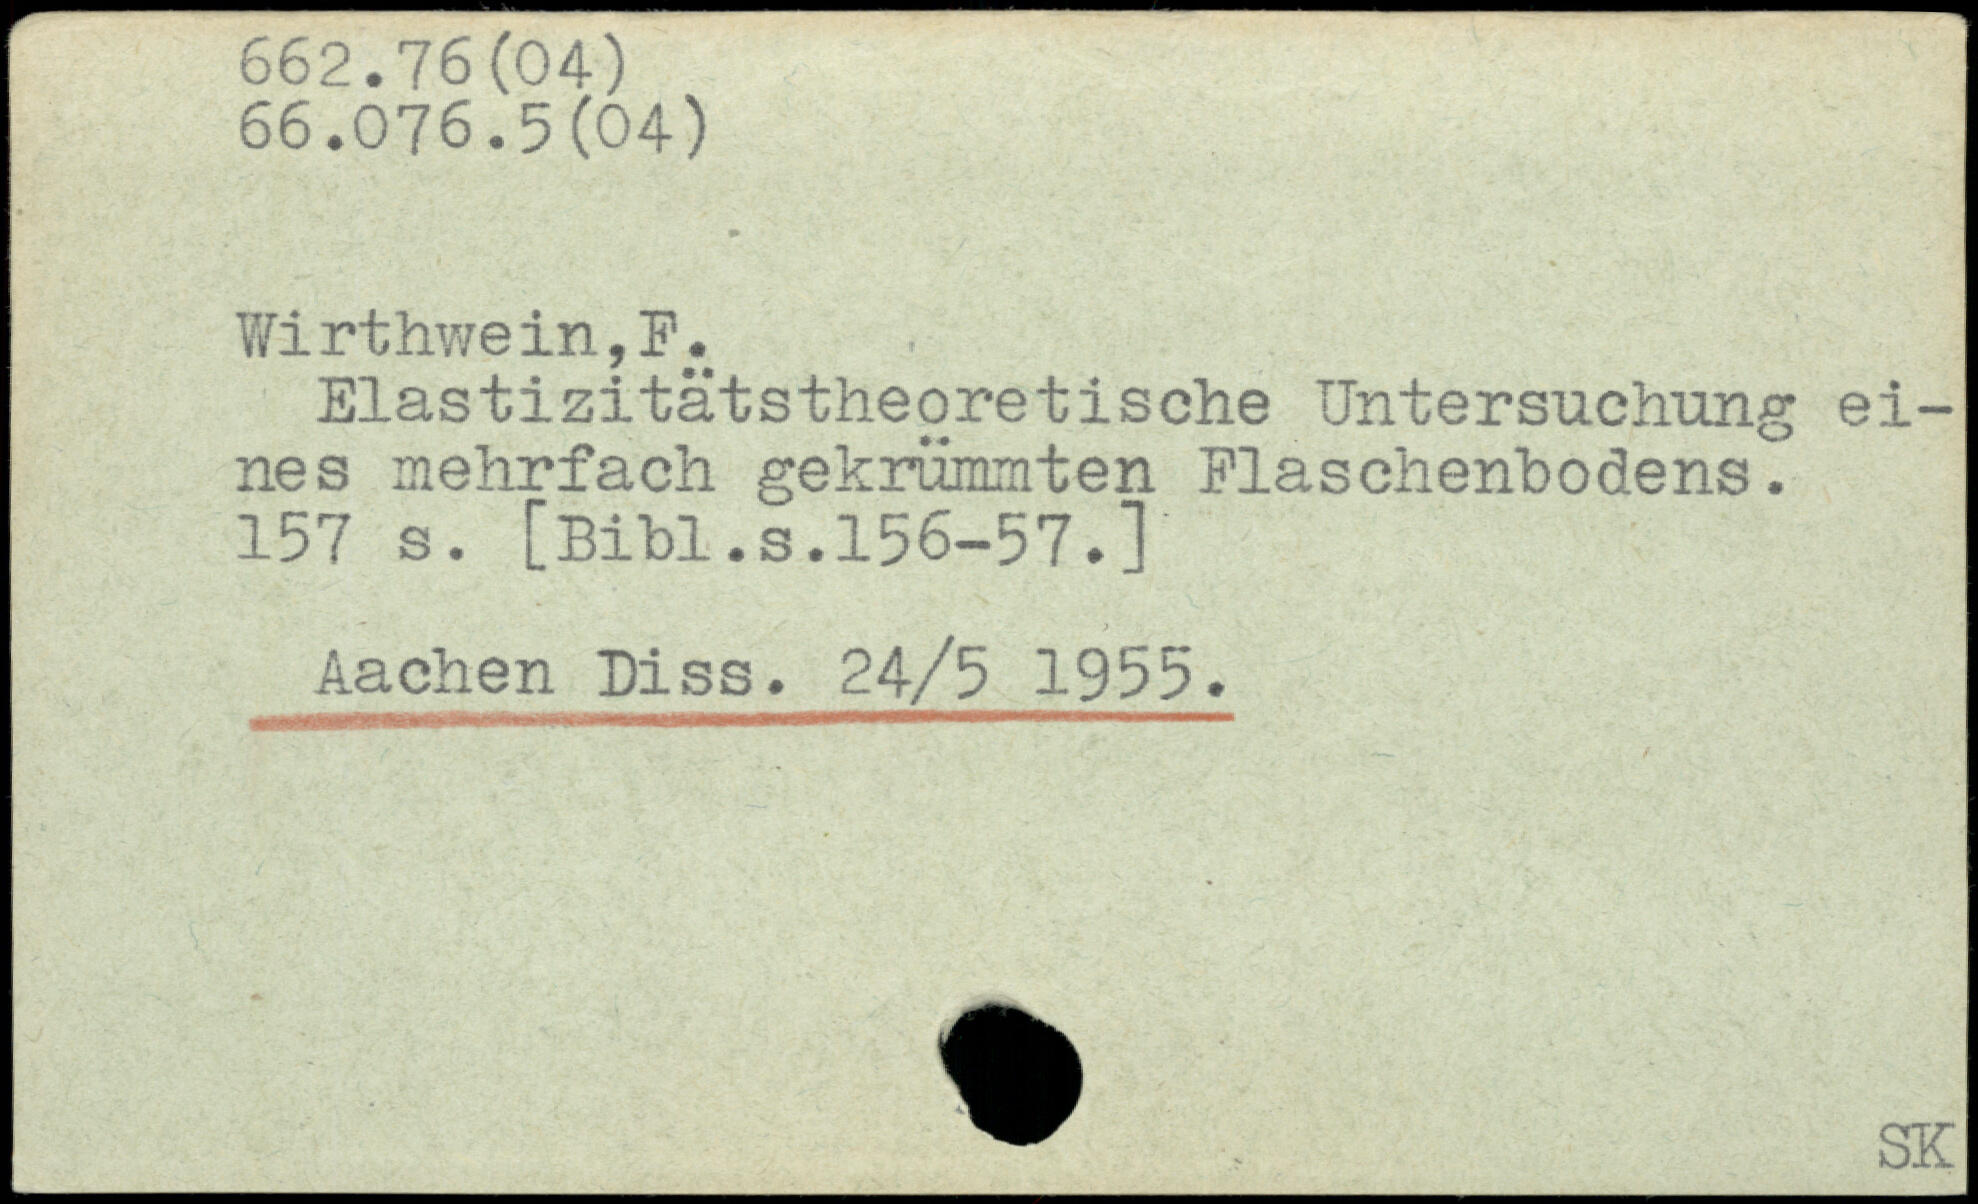 662.76(04)
66.076.5(04)
Wirthwein,F.
Elastizitätstheoretische Untersuchung ei-
nes mehrfach gekrümmten Flaschenbodens.
157 s. [Bibl.s.156-57.]
Aachen Diss. 24/5 1955.
SK